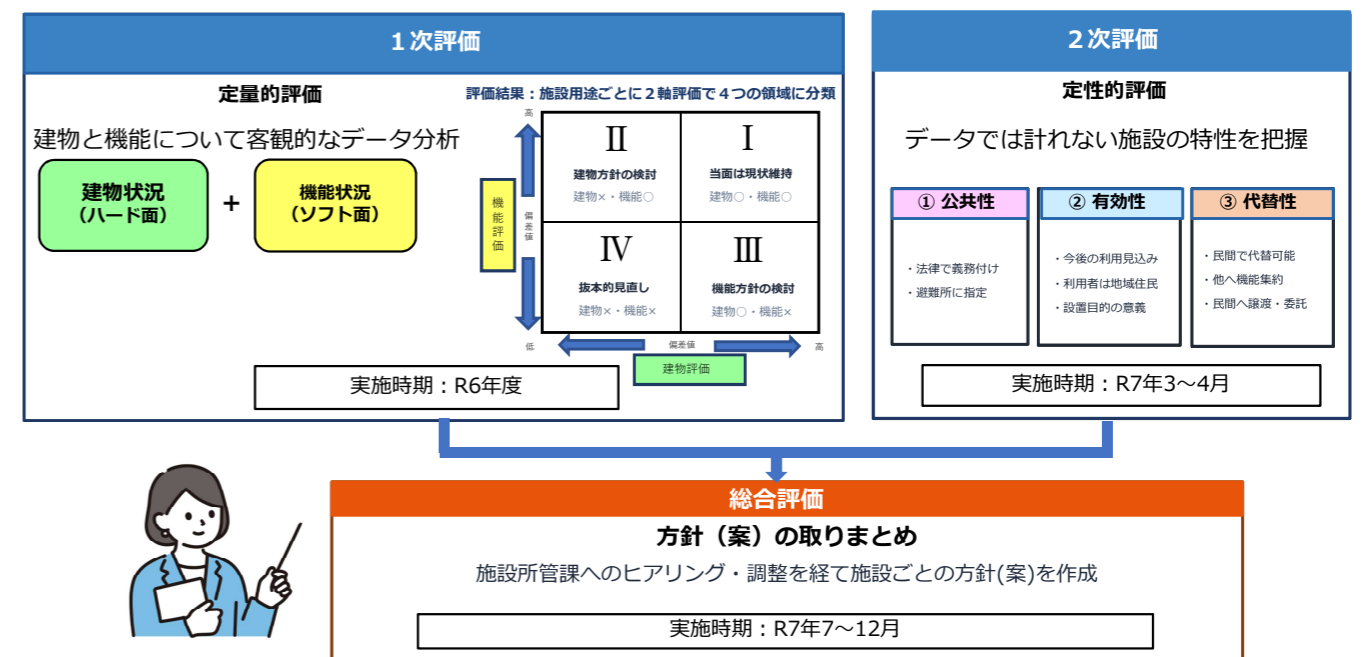 １次評価
定量的評価
建物と機能について客観的なデータ分析
建物状況
（ハード面）
+
機能状況
（ソフト面）
評価結果：施設用途ごとに２軸評価で４つの領域に分類
高
機能評価
偏差値
低
Ⅱ
建物方針の検討
建物×・機能○
Ⅰ
当面は現状維持
建物○・機能○
Ⅳ
抜本的見直し
建物×・機能×
Ⅲ
機能方針の検討
建物○・機能×
偏差値
高
建物評価
実施時期：R6年度
２次評価
定性的評価
データでは計れない施設の特性を把握
① 公共性
・法律で義務付け
・避難所に指定
② 有効性
・今後の利用見込み
・利用者は地域住民
・設置目的の意義
③ 代替性
・民間で代替可能
・他へ機能集約
・民間へ譲渡・委託
実施時期：R7年3～4月
総合評価
方針（案）の取りまとめ
施設所管課へのヒアリング・調整を経て施設ごとの方針(案)を作成
実施時期：R7年7～12月